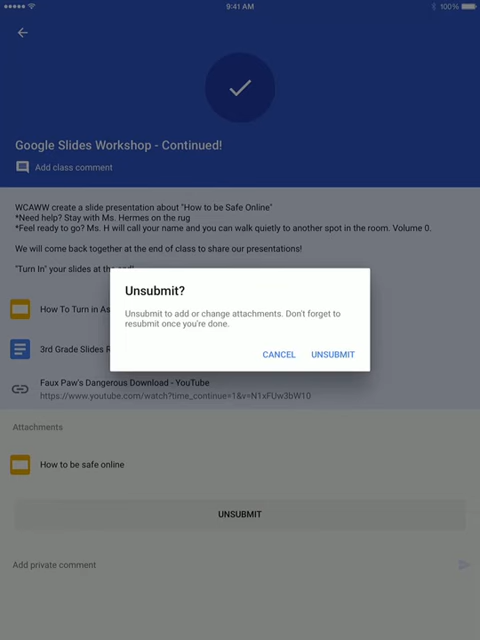 9:41 AM
100%
Google Slides Workshop - Continued!
Add class comment
WCAWW create a slide presentation about "How to be Safe Online"
*Need help? Stay with Ms. Hermes on the rug
*Feel ready to go? Ms. H will call your name and you can walk quietly to another spot in the room. Volume 0.
We will come back together at the end of class to share our presentations!
"Turn In" your slides at the end!
Unsubmit?
Unsubmit to add or change attachments. Don't forget to
resubmit once you're done.
CANCEL UNSUBMIT
How To Turn in As
3rd Grade Slides R
Faux Paw's Dangerous Download - YouTube
https://www.youtube.com/watch?time_continue=1&v=N1xFUw3bW10
Attachments
How to be safe online
UNSUBMIT
Add private comment